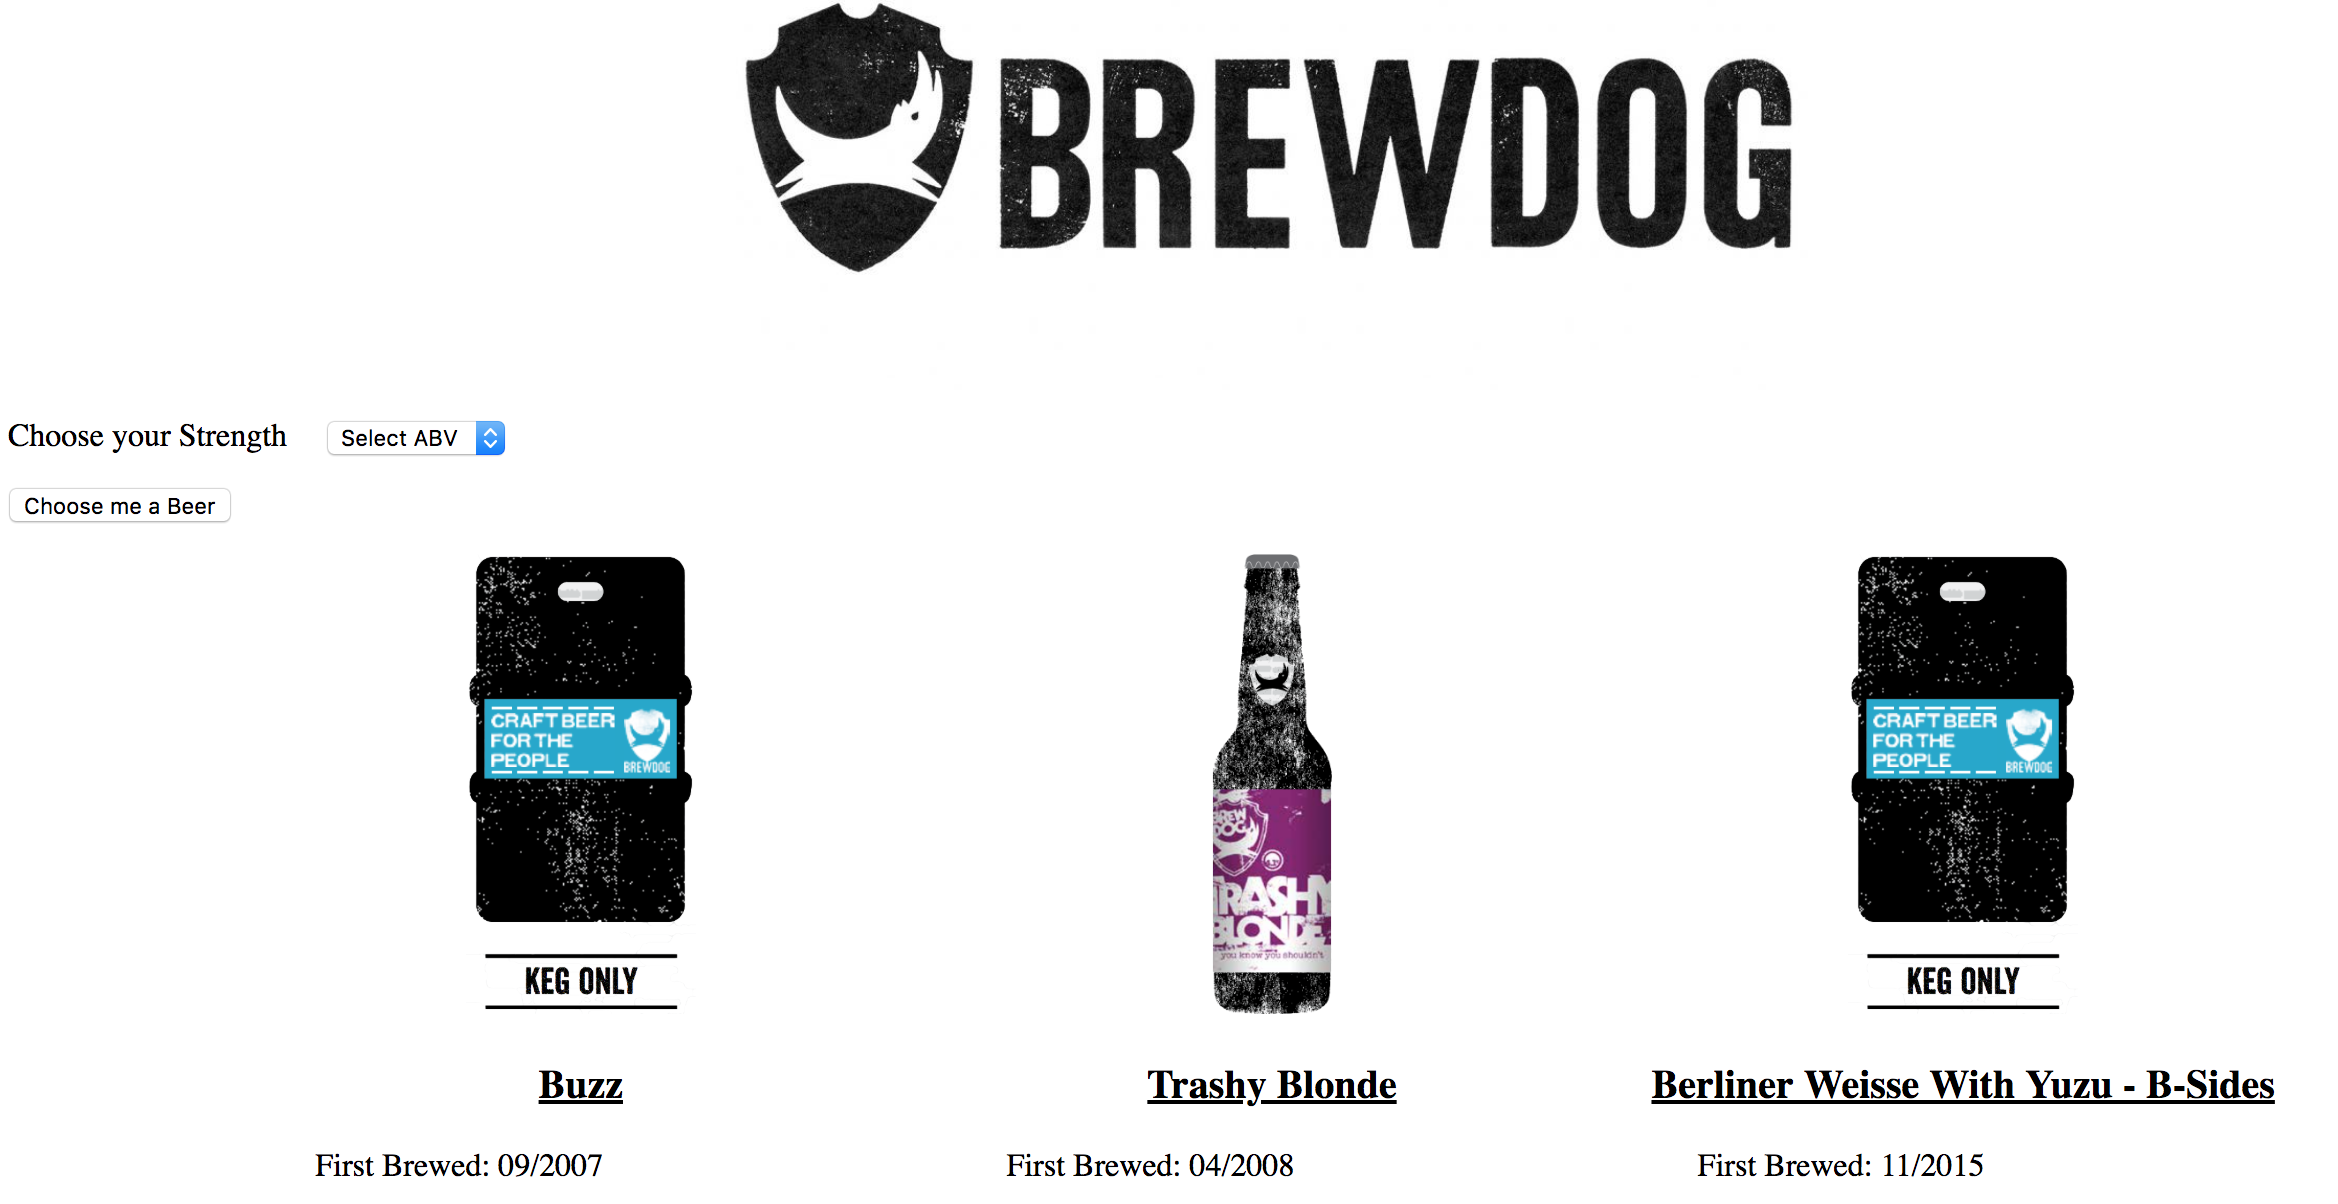 BREWDOG
Choose your Strength
Select ABV
Choose me a Beer
CRAFT BEER
FOR THE
PEOPLE
BREWDOG
KEG ONLY
BREW
DOG
TRASHY
BLONDE
you know you shouldn't
CRAFT BEER
FOR THE
PEOPLE
BREWDOG
KEG ONLY
Buzz
Trashy Blonde
Berliner Weisse With Yuzu - B-Sides
First Brewed: 09/2007
First Brewed: 04/2008
First Brewed: 11/2015